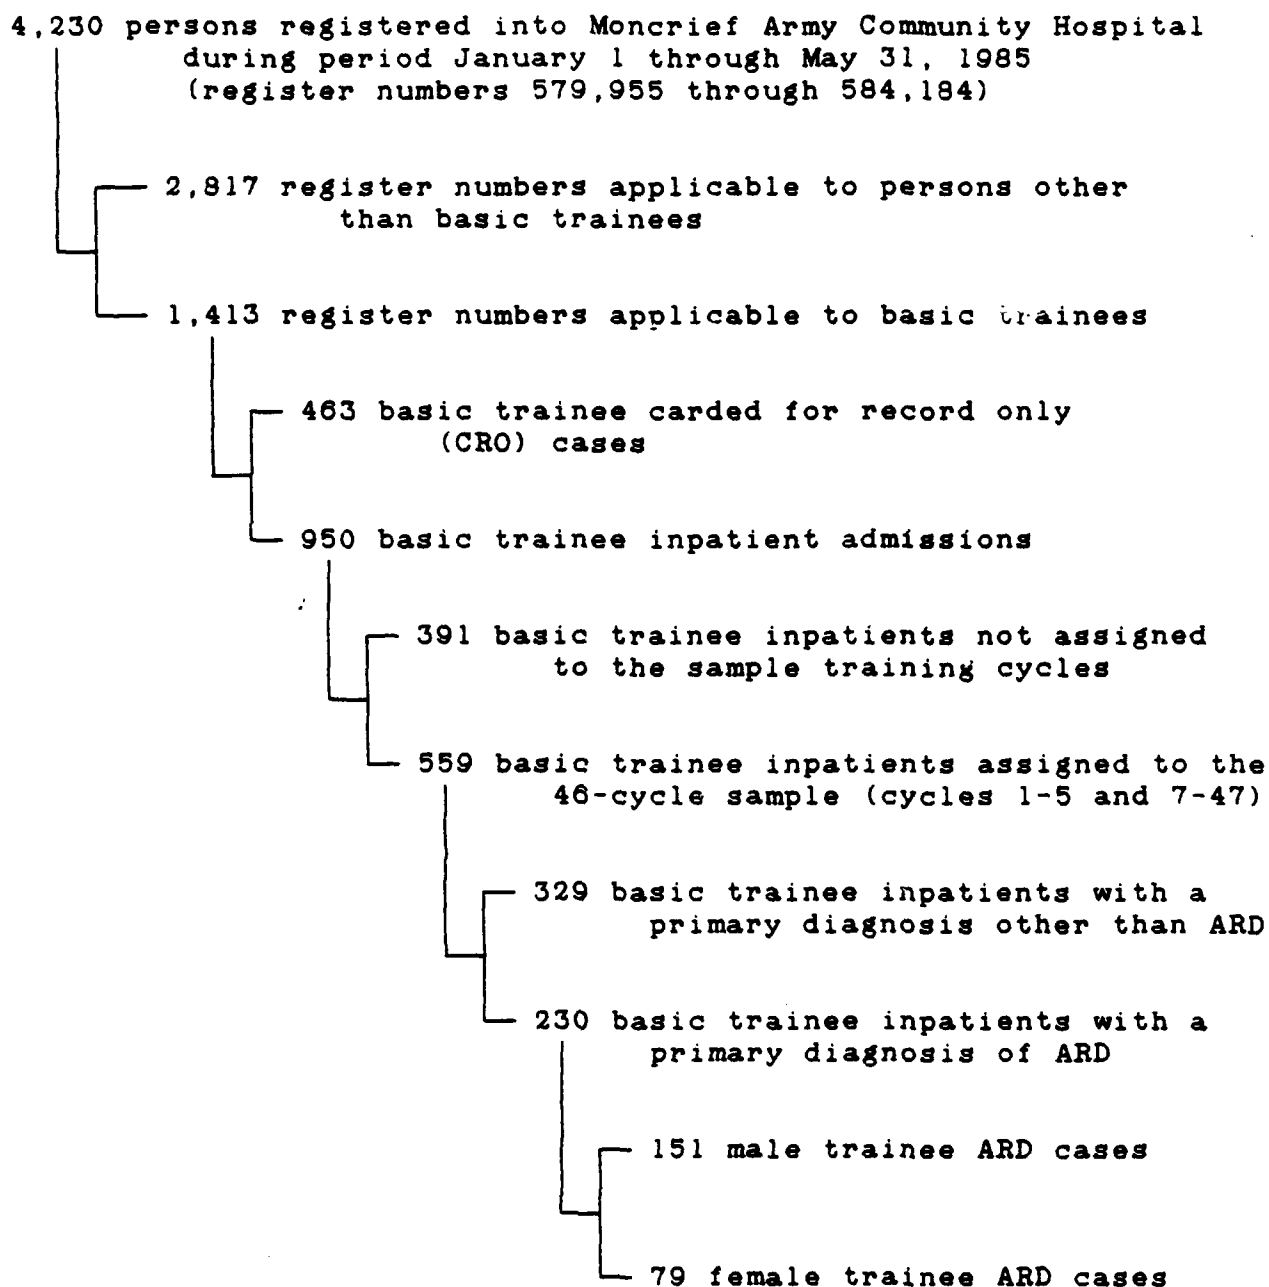 4,230 persons registered into Moncrief Army Community Hospital
during period January 1 through May 31, 1985
(register numbers 579,955 through 584,184)
2,817 register numbers applicable to persons other
than basic trainees
1,413 register numbers applicable to basic trainees
463 basic trainee carded for record only
(CRO) cases
950 basic trainee inpatient admissions
391 basic trainee inpatients not assigned
to the sample training cycles
559 basic trainee inpatients assigned to the
46-cycle sample (cycles 1-5 and 7-47)
329 basic trainee inpatients with a
primary diagnosis other than ARD
230 basic trainee inpatients with a
primary diagnosis of ARD
151 male trainee ARD cases
79 female trainee ARD cases